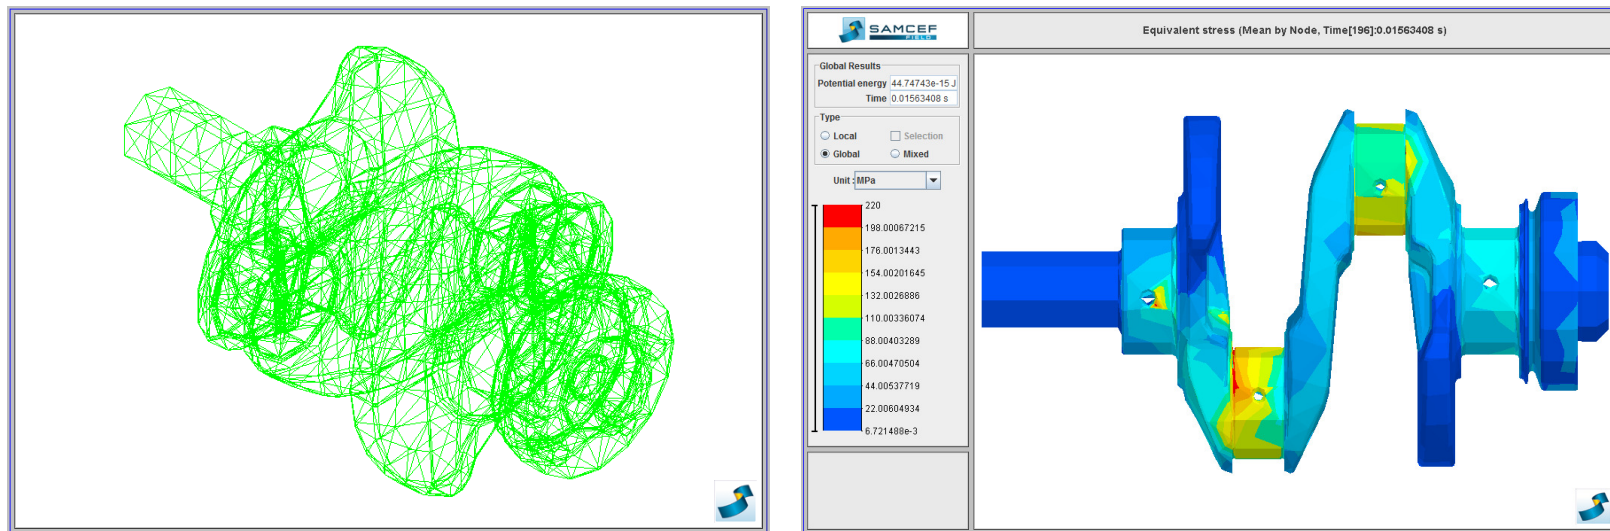 SAMCEF
FIELD
Equivalent stress (Mean by Node, Time[196]:0.01563408 s)
Global Results
Potential energy 44.74743e-15 J
Time 0.01563408 s
Type
Local Selection
Global Mixed
Unit : MPa
220
198.00067215
176.0013443
154.00201645
132.0026886
110.00336074
88.00403289
66.00470504
44.00537719
22.00604934
6.721488e-3